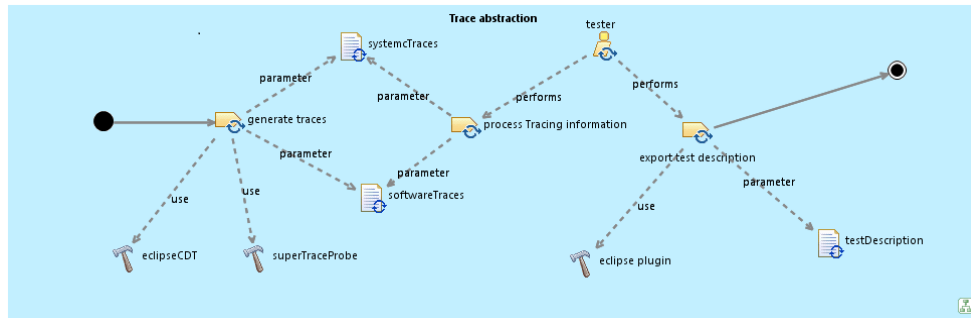 Trace abstraction
tester
systemcTraces
parameter
performs
performs
parameter
generate traces
process Tracing information
parameter
export test description
parameter
parameter
softwareTraces
use
use
use
eclipseCDT
superTraceProbe
eclipse plugin
testDescription